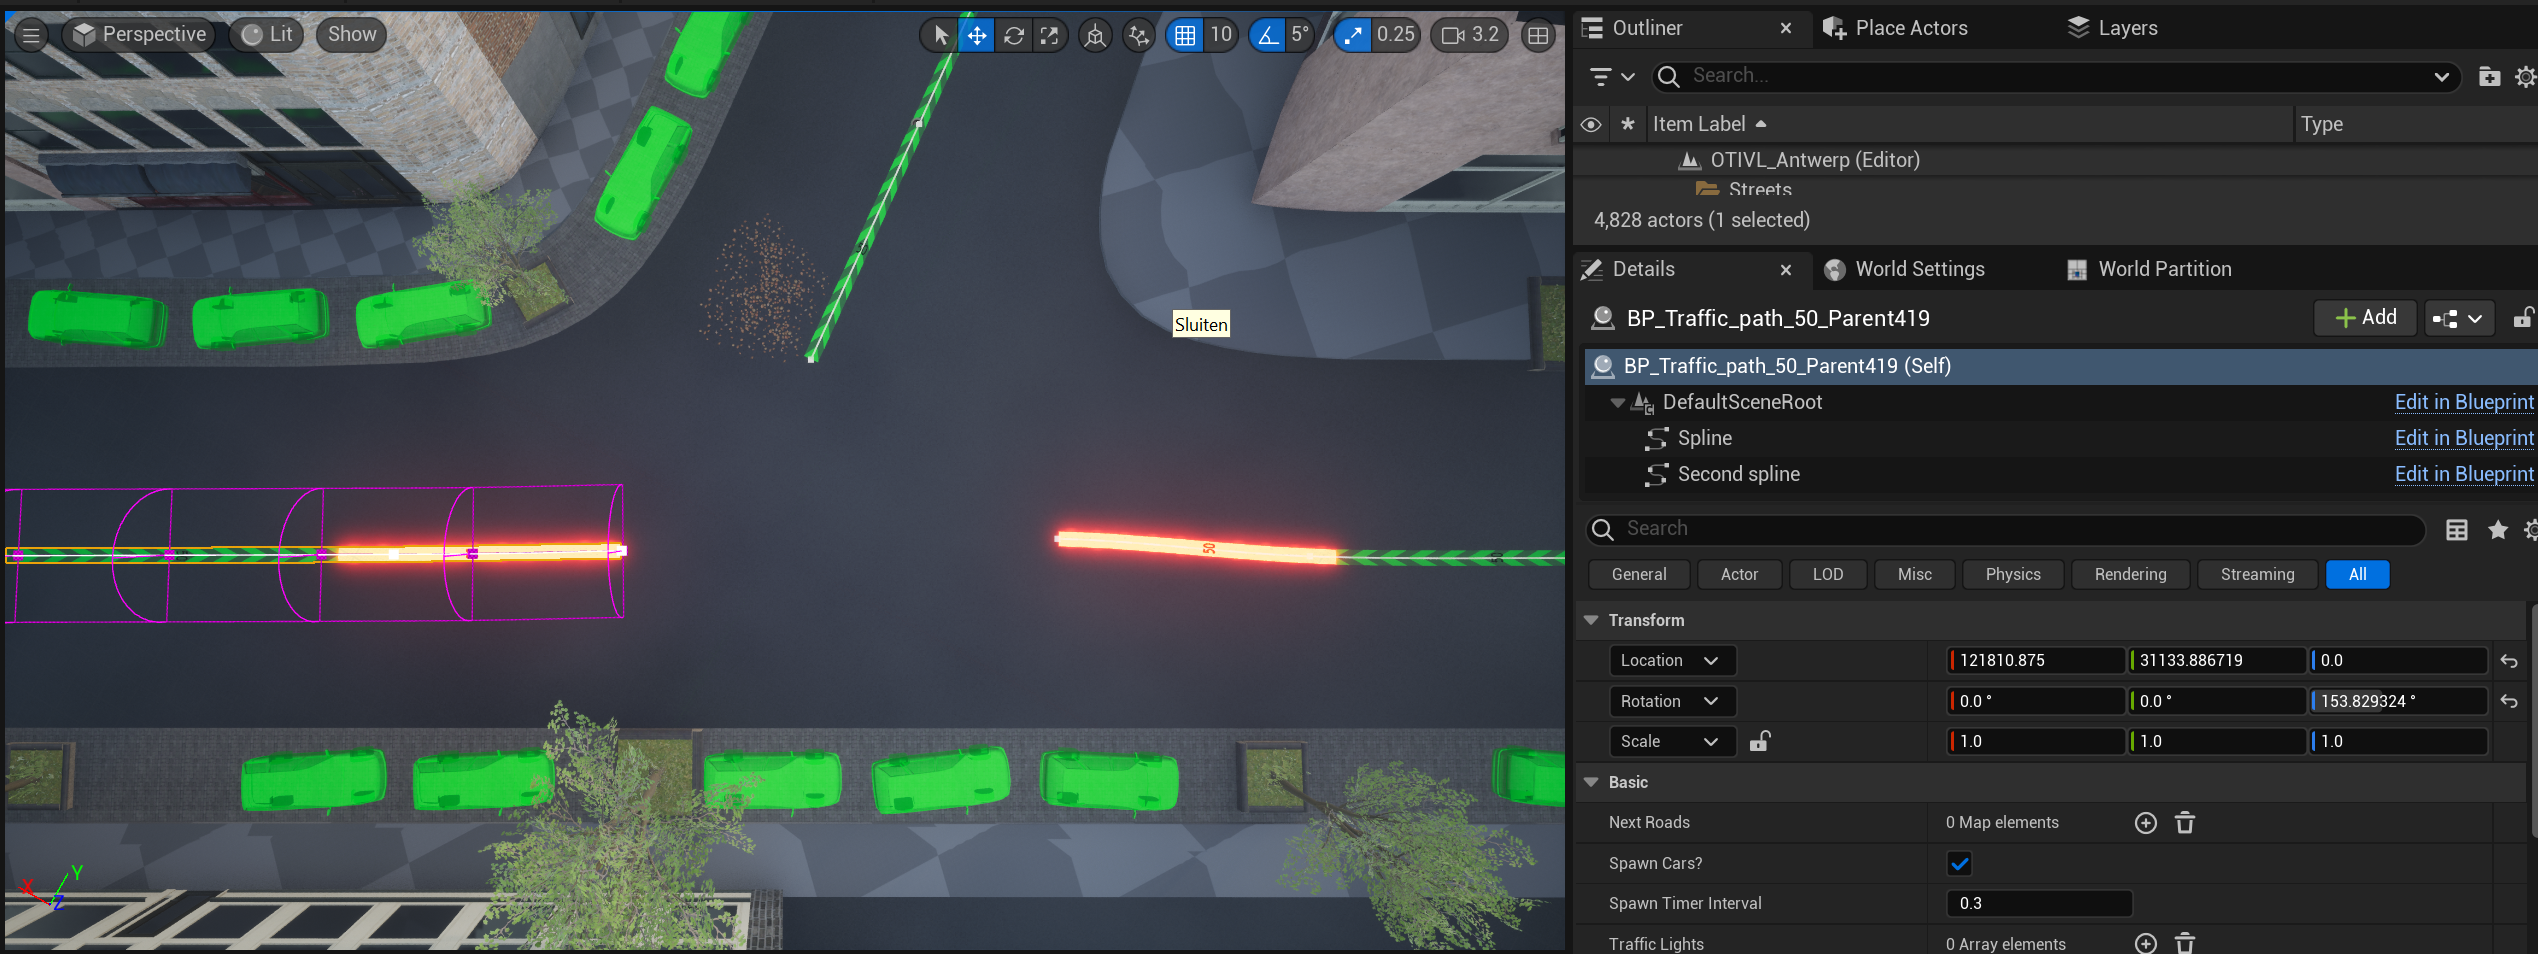 Perspective
Lit
Show
10
5°
0.25
3.2
Sluiten
50
50
X
Y
Z
Outliner
Place Actors
Layers
Search...
Item Label
Type
OTIVL_Antwerp (Editor)
Streets
4,828 actors (1 selected)
Details
World Settings
World Partition
BP_Traffic_path_50_Parent419
Add
BP_Traffic_path_50_Parent419 (Self)
DefaultSceneRoot
Edit in Blueprint
Spline
Edit in Blueprint
Second spline
Edit in Blueprint
Search
General
Actor
LOD
Misc
Physics
Rendering
Streaming
All
Transform
Location
121810.875
31133.886719
0.0
Rotation
0.0 °
0.0 °
153.829324 °
Scale
1.0
1.0
1.0
Basic
Next Roads
0 Map elements
Spawn Cars?
Spawn Timer Interval
0.3
Traffic Lights
0 Array elements